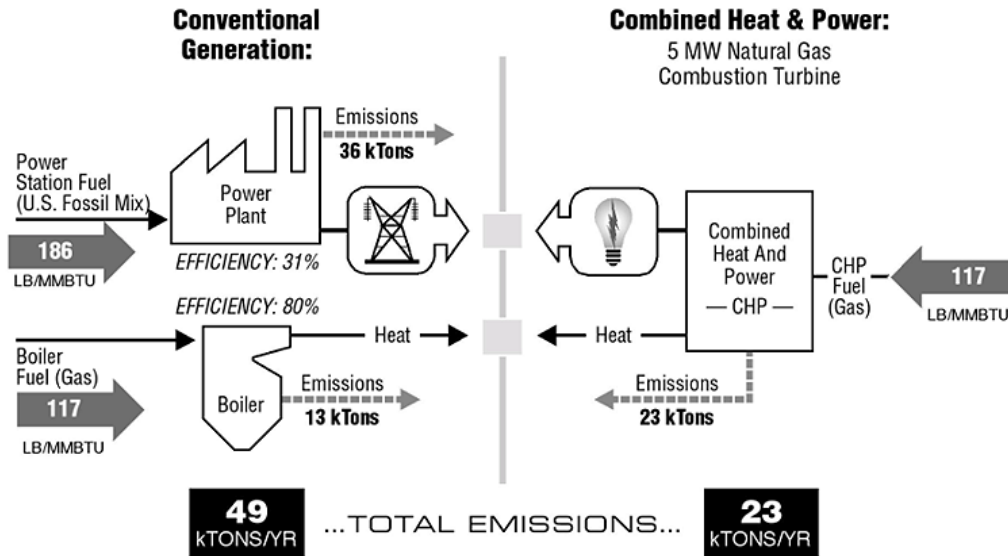 Conventional
Generation:
Combined Heat & Power:
5 MW Natural Gas
Combustion Turbine
Emissions
36 kTons
Power
Station Fuel
(U.S. Fossil Mix)
Power
Plant
186
LB/MMBTU
EFFICIENCY: 31%
Combined
Heat And
Power
— CHP —
CHP
Fuel
(Gas)
117
LB/MMBTU
EFFICIENCY: 80%
Heat
Heat
Boiler
Fuel (Gas)
117
LB/MMBTU
Boiler
Emissions
13 kTons
Emissions
23 kTons
49
kTONS/YR
...TOTAL EMISSIONS...
23
kTONS/YR